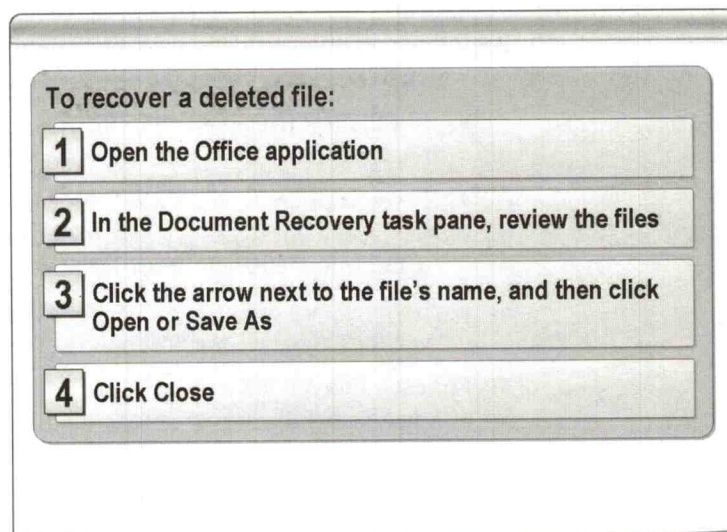 To recover a deleted file:
1 Open the Office application
2 In the Document Recovery task pane, review the files
3 Click the arrow next to the file's name, and then click
Open or Save As
4 Click Close